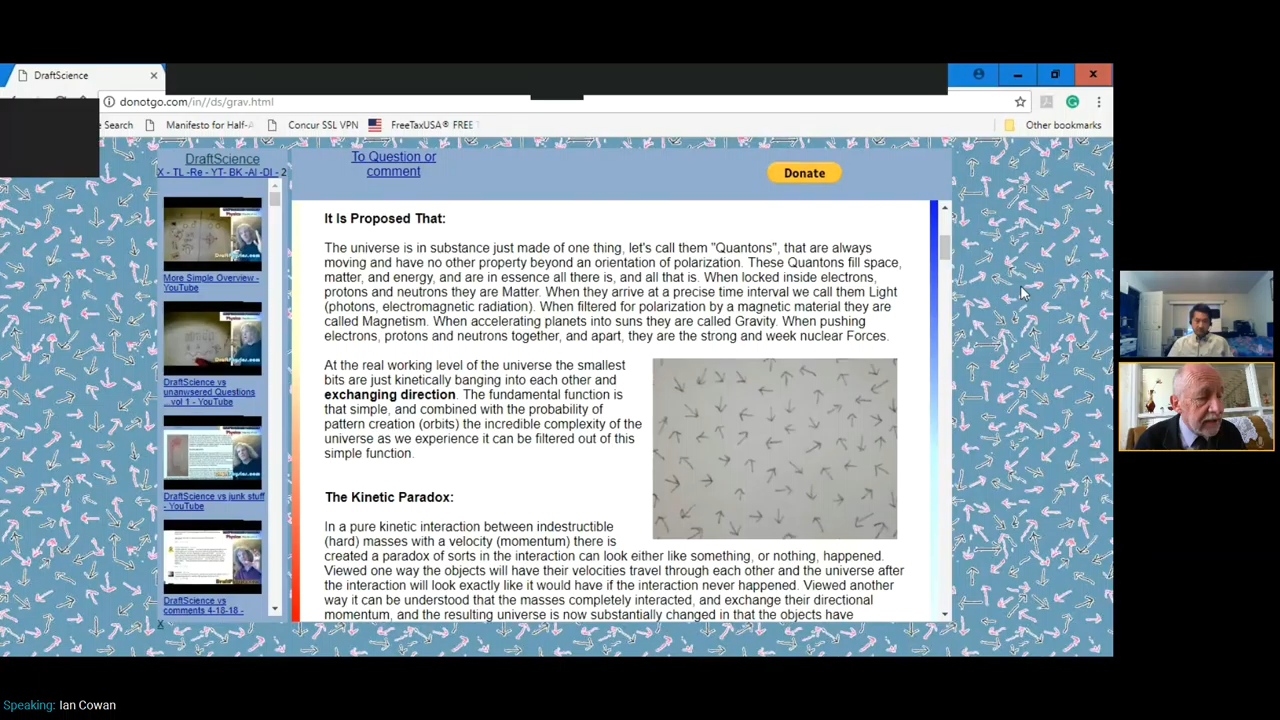 DraftScience
donotgo.com/in//ds/grav.html
Search
Manifesto for Half-
Concur SSL VPN
FreeTaxUSA® FREE
Other bookmarks
DraftScience
X - TL -Re - YT- BK -AI -DI - 2
To Question or
comment
Donate
More Simple Overview -
YouTube
DraftScience vs
unanwsered Questions
...vol 1 - YouTube
DraftScience vs junk stuff
- YouTube
DraftScience vs
comments 4-18-18 -
X
It Is Proposed That:
The universe is in substance just made of one thing, let's call them "Quantons", that are always
moving and have no other property beyond an orientation of polarization. These Quantons fill space,
matter, and energy, and are in essence all there is, and all that is. When locked inside electrons,
protons and neutrons they are Matter. When they arrive at a precise time interval we call them Light
(photons, electromagnetic radiation). When filtered for polarization by a magnetic material they are
called Magnetism. When accelerating planets into suns they are called Gravity. When pushing
electrons, protons and neutrons together, and apart, they are the strong and week nuclear Forces.
At the real working level of the universe the smallest
bits are just kinetically banging into each other and
exchanging direction. The fundamental function is
that simple, and combined with the probability of
pattern creation (orbits) the incredible complexity of the
universe as we experience it can be filtered out of this
simple function.
The Kinetic Paradox:
In a pure kinetic interaction between indestructible
(hard) masses with a velocity (momentum) there is
created a paradox of sorts in the interaction can look either like something, or nothing, happened.
Viewed one way the objects will have their velocities travel through each other and the universe after
the interaction will look exactly like it would have if the interaction never happened. Viewed another
way it can be understood that the masses completely interacted, and exchange their directional
momentum, and the resulting universe is now substantially changed in that the objects have
Speaking: Ian Cowan